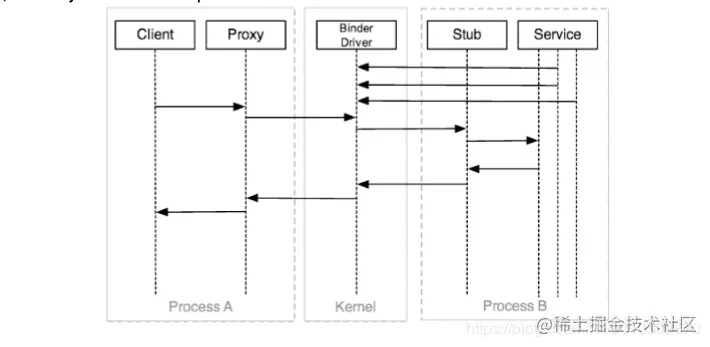 Client
Proxy
Binder
Driver
Stub
Service
Process A
Kernel
Process B
https://blog
@稀土掘金技术社区